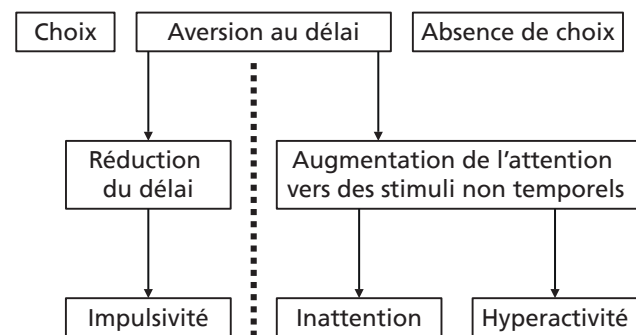 Choix
Aversion au délai
Absence de choix
Réduction
du délai
Augmentation de l'attention
vers des stimuli non temporels
Impulsivité
Inattention
Hyperactivité